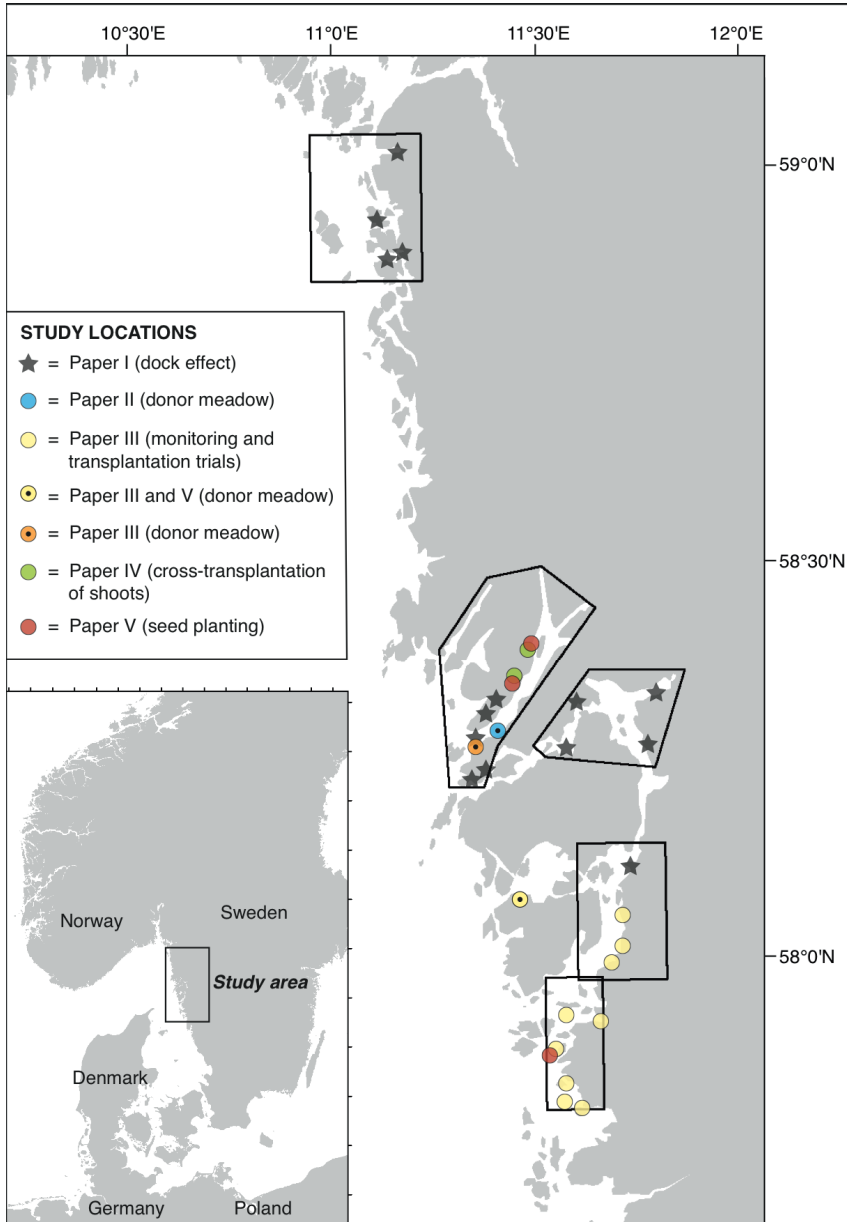 10°30'E 11°0'E 11°30'E 12°0'E
59°0'N
STUDY LOCATIONS
= Paper I (dock effect)
= Paper II (donor meadow)
= Paper III (monitoring and
transplantation trials)
= Paper III and V (donor meadow)
= Paper III (donor meadow)
= Paper IV (cross-transplantation
of shoots)
= Paper V (seed planting)
58°30'N
Norway
Sweden
Study area
58°0'N
Denmark
Germany
Poland